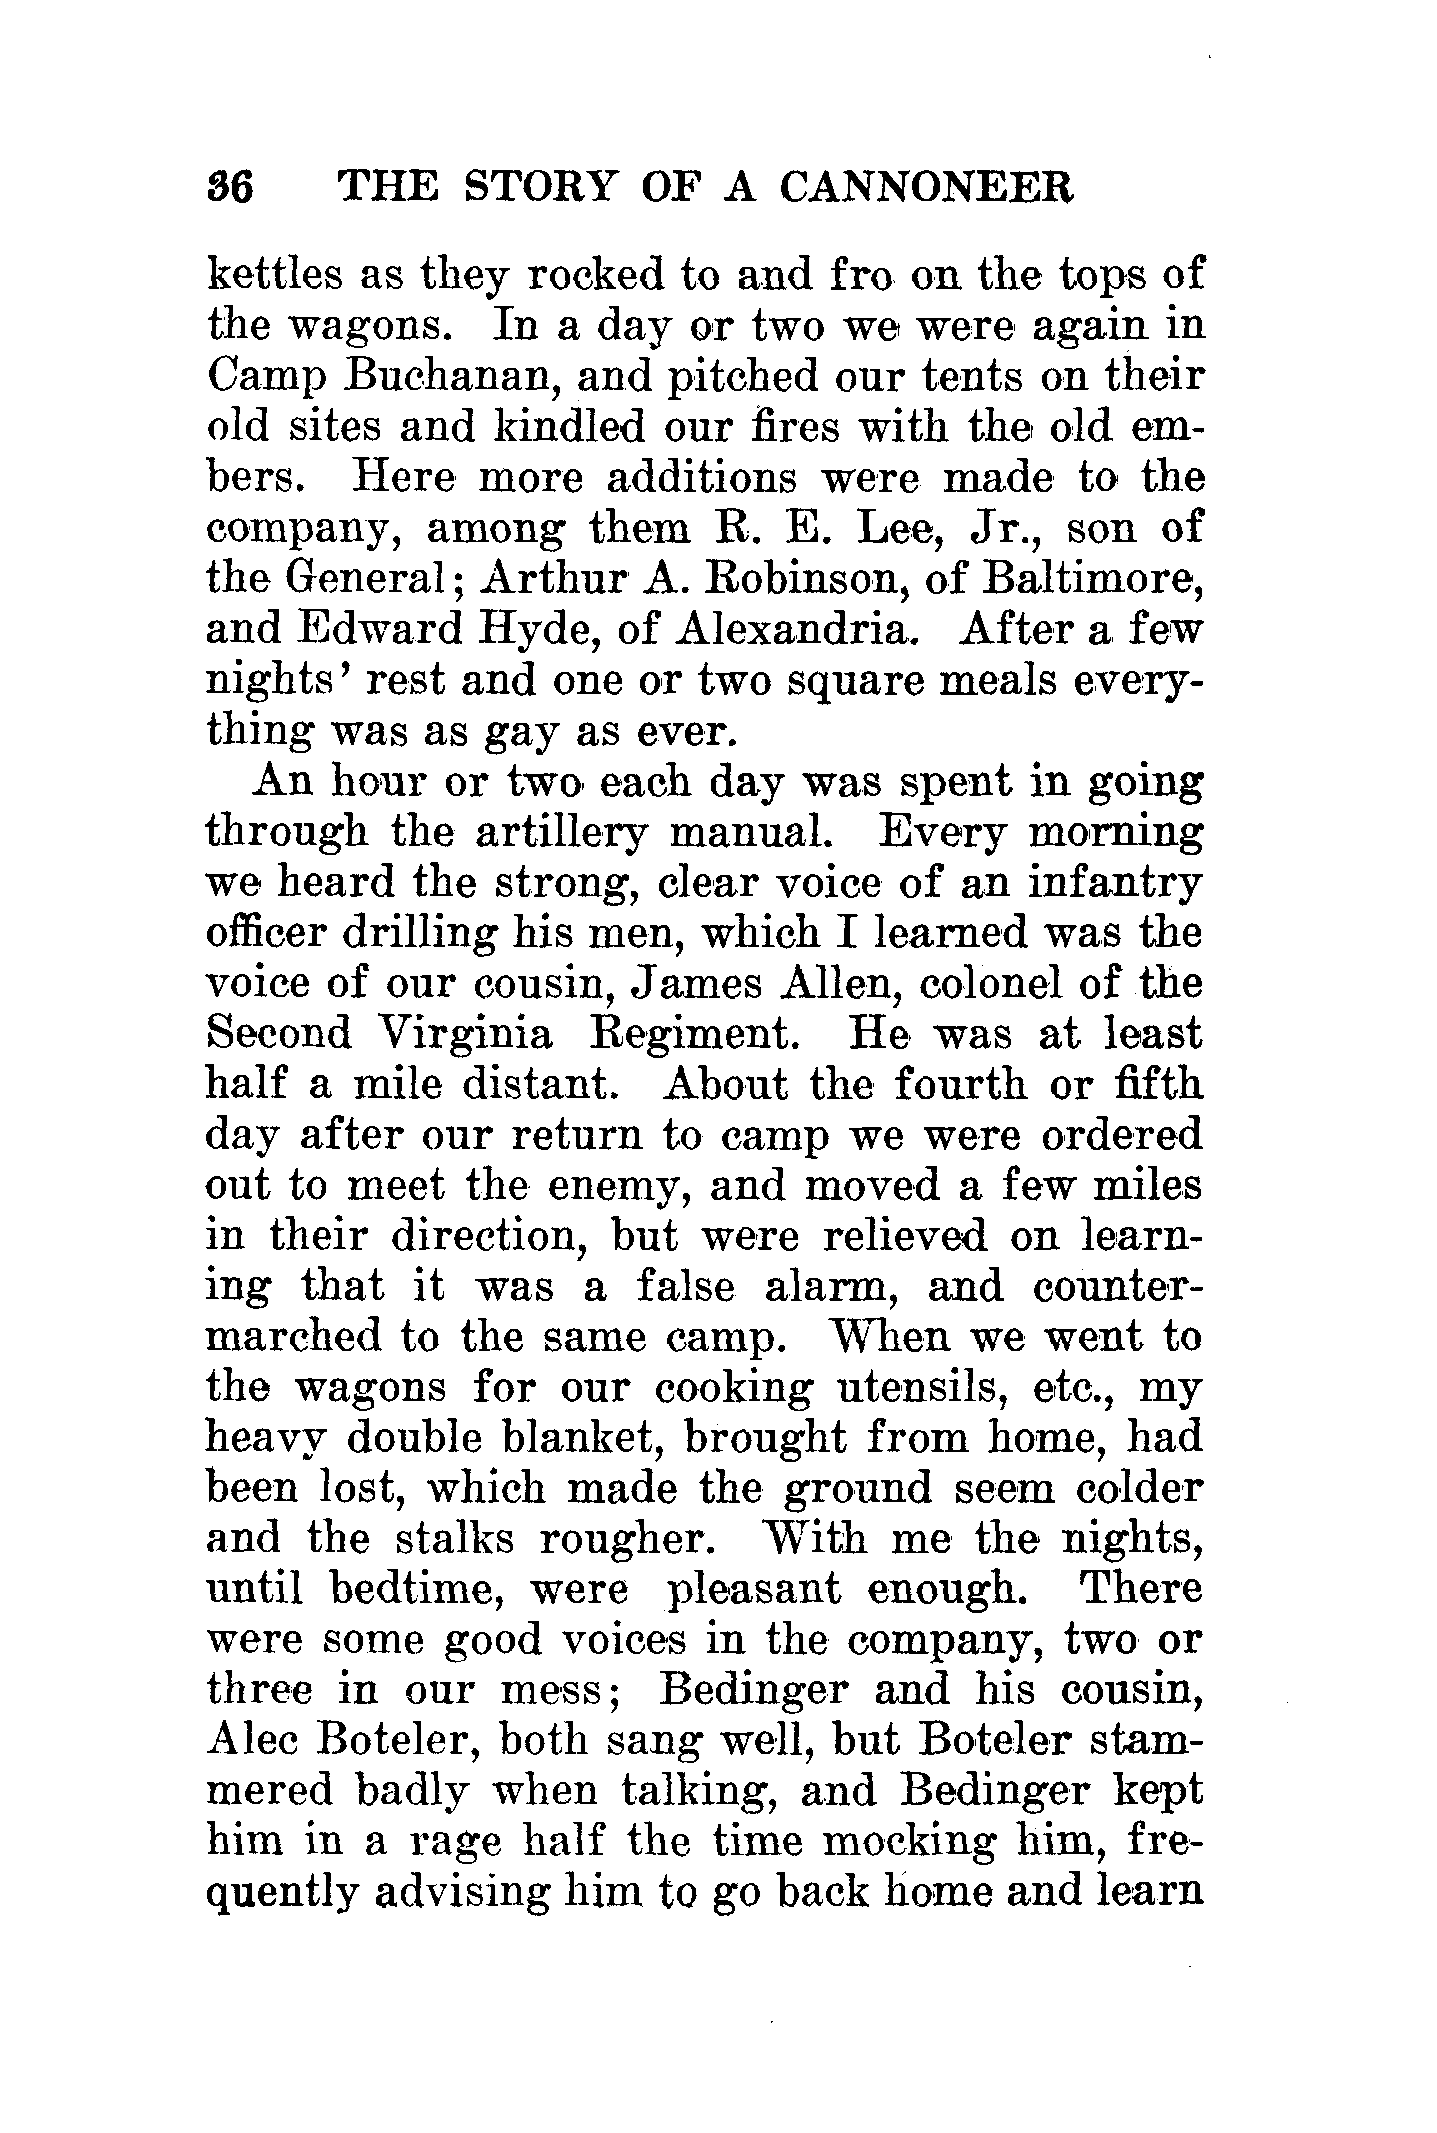 36 THE STORY OF A CANNONEER
kettles as they rocked to and fro on the tops of
the wagons. In a day or two we were again in
Camp Buchanan, and pitched our tents on their
old sites and kindled our fires with the old em-
bers. Here more additions were made to the
company, among them R. E. Lee, Jr., son of
the General; Arthur A. Robinson, of Baltimore,
and Edward Hyde, of Alexandria. After a few
nights' rest and one or two square meals every-
thing was as gay as ever.
An hour or two each day was spent in going
through the artillery manual. Every morning
we heard the strong, clear voice of an infantry
officer drilling his men, which I learned was the
voice of our cousin, James Allen, colonel of the
Second Virginia Regiment. He was at least
half a mile distant. About the fourth or fifth
day after our return to camp we were ordered
out to meet the enemy, and moved a few miles
in their direction, but were relieved on learn-
ing that it was a false alarm, and counter-
marched to the same camp. When we went to
the wagons for our cooking utensils, etc., my
heavy double blanket, brought from home, had
been lost, which made the ground seem colder
and the stalks rougher. With me the nights,
until bedtime, were pleasant enough. There
were some good voices in the company, two or
three in our mess; Bedinger and his cousin,
Alec Boteler, both sang well, but Boteler stam-
mered badly when talking, and Bedinger kept
him in a rage half the time mocking him, fre-
quently advising him to go back home and learn